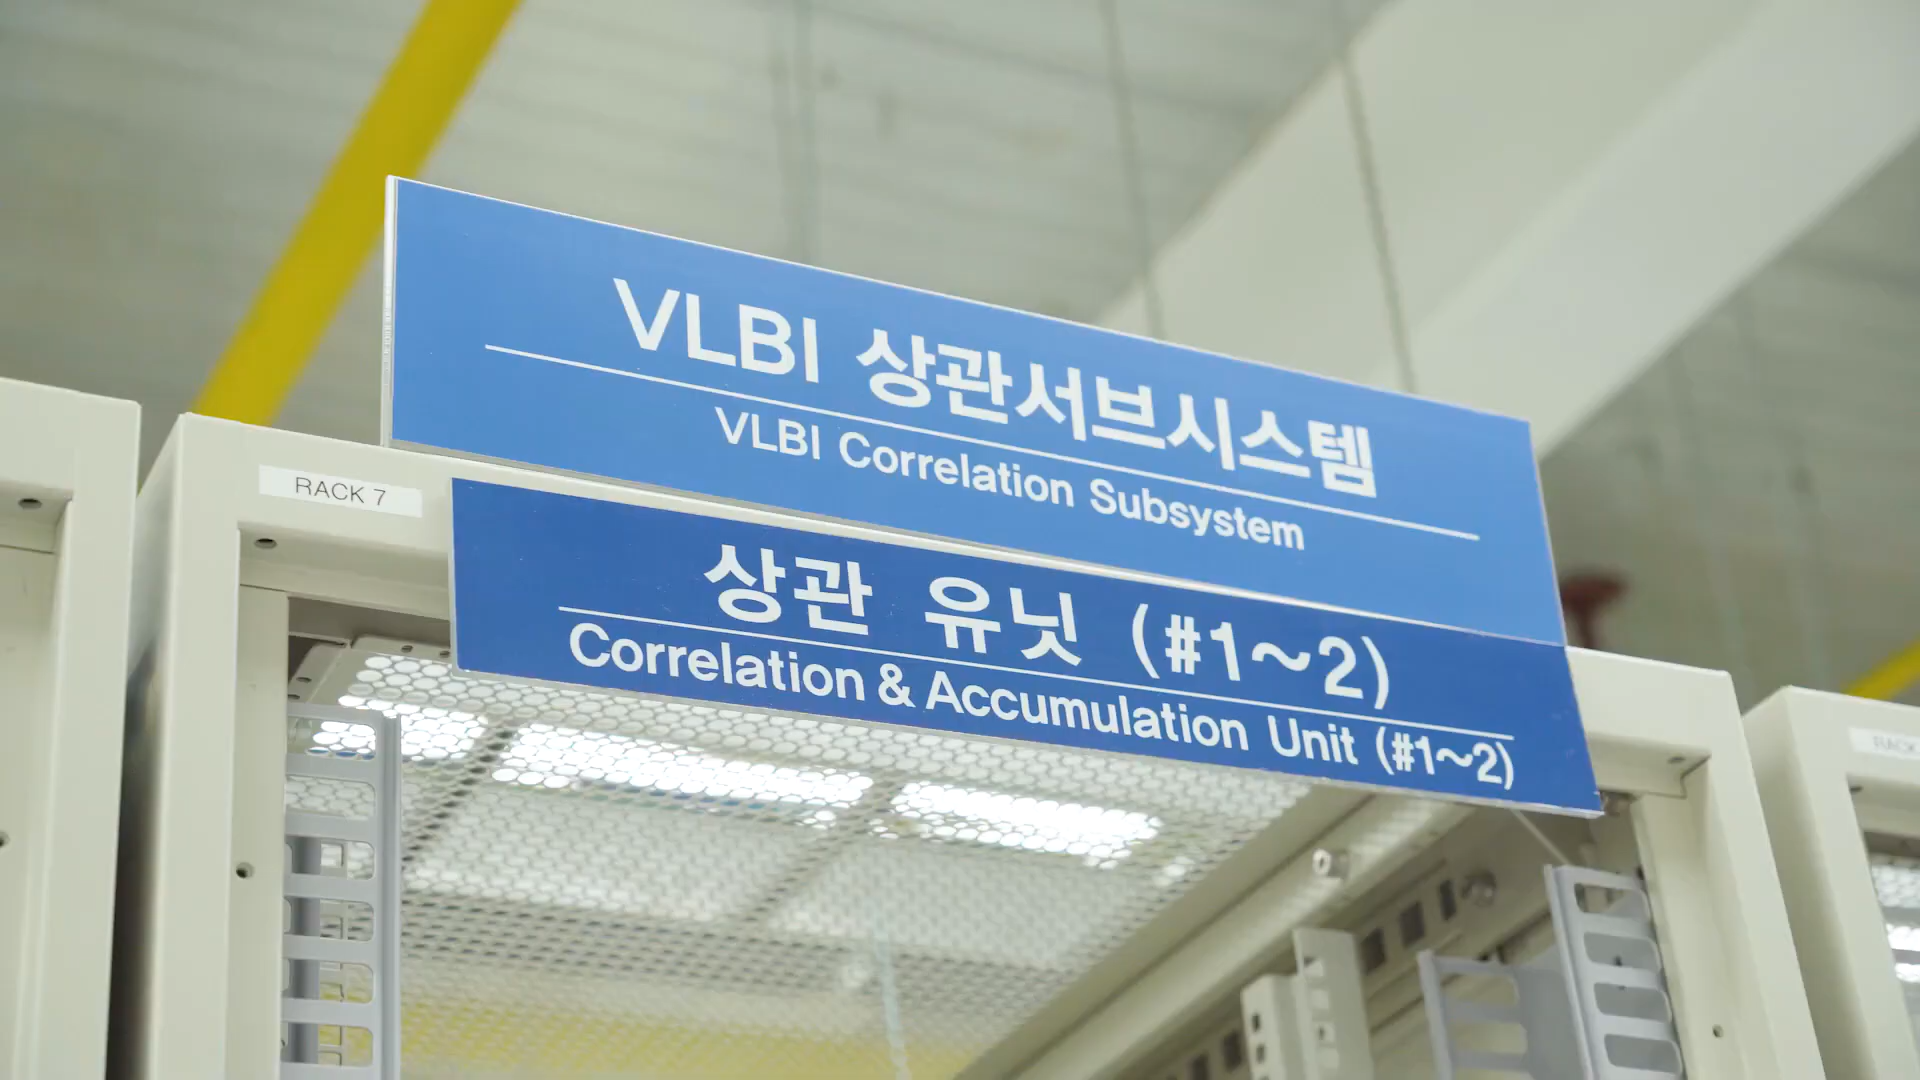 VLBI 상관서브시스템
VLBI Correlation Subsystem
RACK 7
상관 유닛 (#1~2)
Correlation & Accumulation Unit (#1~2)